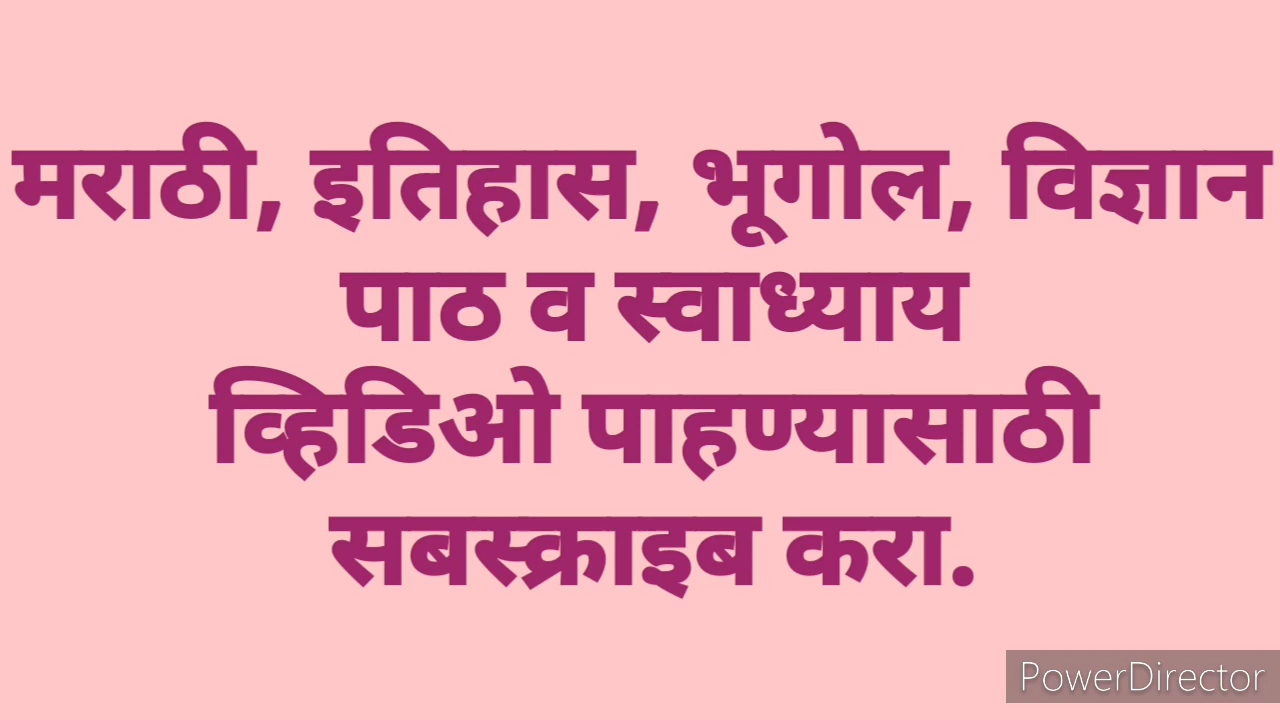 मराठी, इतिहास, भूगोल, विज्ञान
पाठ व स्वाध्याय
व्हिडिओ पाहण्यासाठी
सबस्क्राइब करा.
PowerDirector